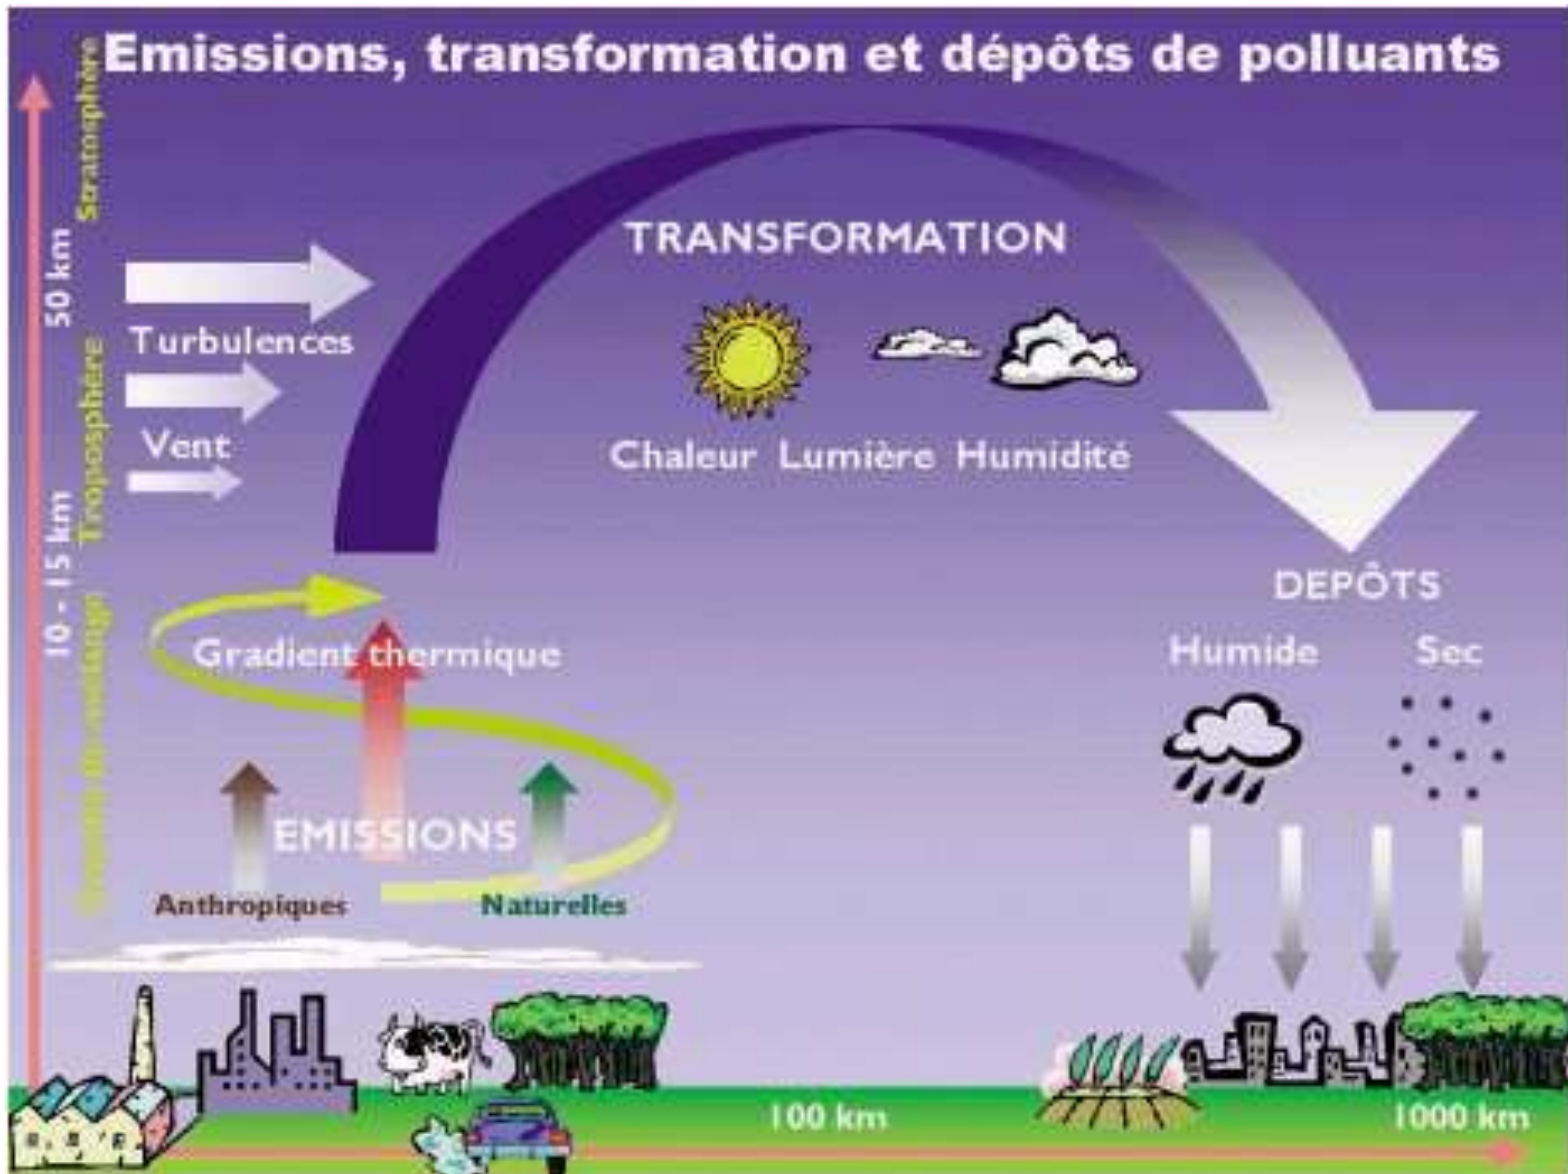 Emissions, transformation et dépôts de polluants
Stratosphère
50 km
Turbulences
Troposphère
Vent
10 - 15 km
TRANSFORMATION
Chaleur Lumière Humidité
Gradient thermique
EMISSIONS
Anthropiques
Naturelles
DEPÔTS
Humide
Sec
100 km
1000 km